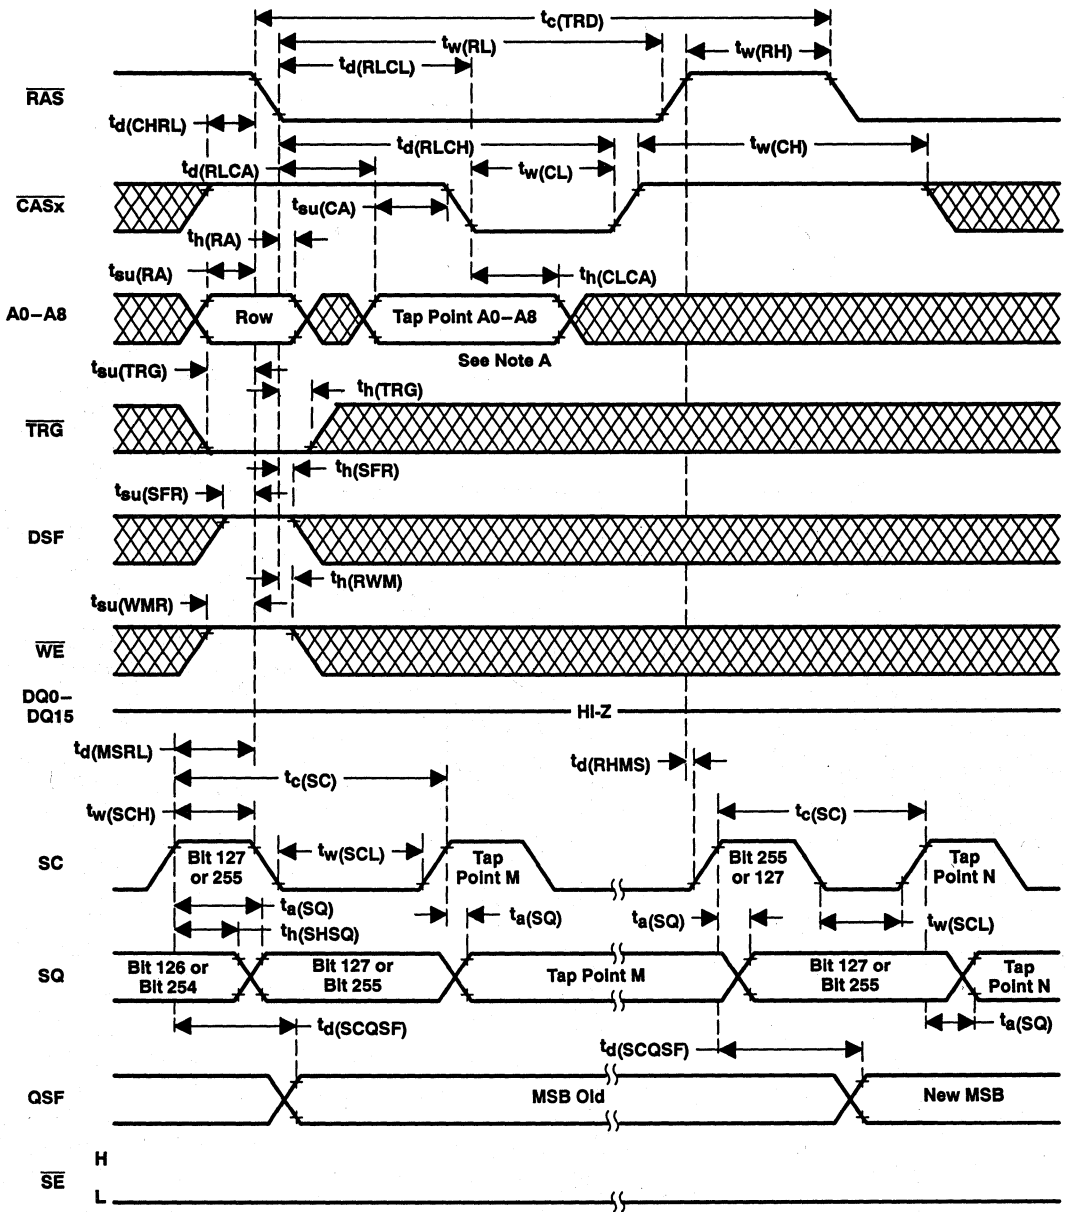 tc(TRD)
tw(RL)
tw(RH)
td(RLCL)
RAS
td(CHRL)
td(RLCH)
tw(CH)
td(RLCA)
tw(CL)
CASx
tsu(CA)
th(RA)
tsu(RA)
th(CLCA)
A0–A8
Row
Tap Point A0–A8
See Note A
tsu(TRG)
th(TRG)
TRG
th(SFR)
tsu(SFR)
DSF
th(RWM)
tsu(WMR)
WE
DQ0–
DQ15
HI-Z
td(MSRL)
td(RHMS)
tc(SC)
tw(SCH)
tc(SC)
SC
Bit 127
or 255
tw(SCL)
Tap
Point M
Bit 255
or 127
Tap
Point N
ta(SQ)
ta(SQ)
ta(SQ)
tw(SCL)
th(SHSQ)
SQ
Bit 126 or
Bit 254
Bit 127 or
Bit 255
Tap Point M
Bit 127 or
Bit 255
Tap
Point N
td(SCQSF)
ta(SQ)
td(SCQSF)
QSF
MSB Old
New MSB
H
SE
L